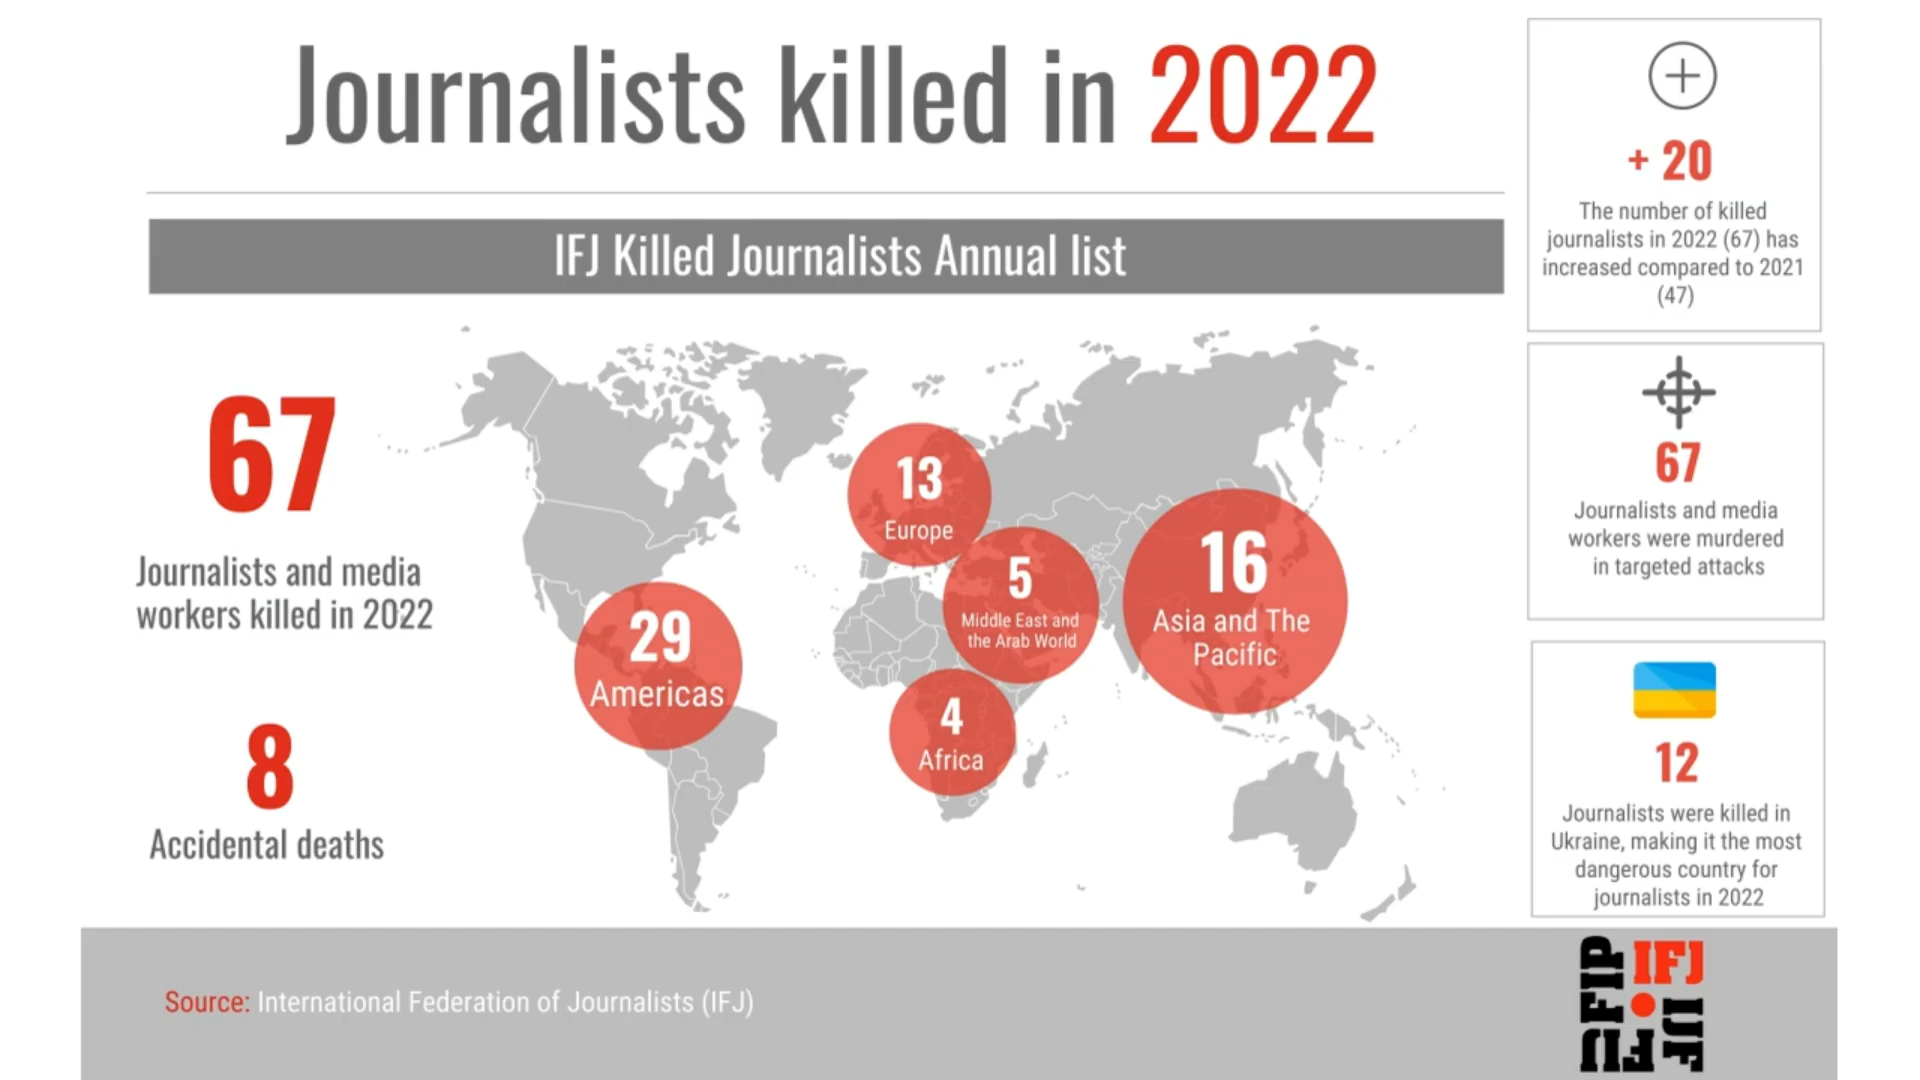 Journalists killed in 2022
IFJ Killed Journalists Annual list
67
Journalists and media
workers killed in 2022
8
Accidental deaths
29
Americas
13
Europe
5
Middle East and
the Arab World
4
Africa
16
Asia and The
Pacific
+ 20
The number of killed
journalists in 2022 (67) has
increased compared to 2021
(47)
67
Journalists and media
workers were murdered
in targeted attacks
12
Journalists were killed in
Ukraine, making it the most
dangerous country for
journalists in 2022
Source: International Federation of Journalists (IFJ)
FIP
IFJ
IJF
FIJ